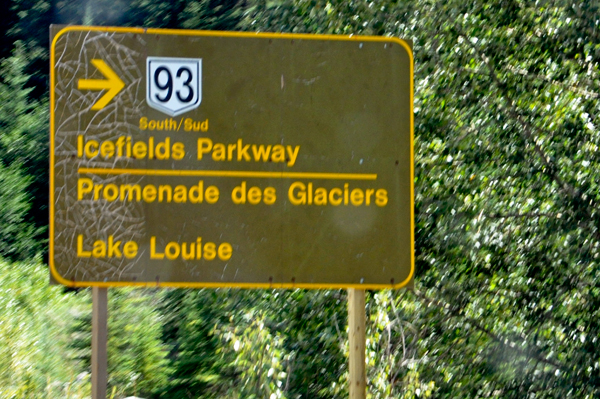 93
South/Sud
Icefields Parkway
Promenade des Glaciers
Lake Louise